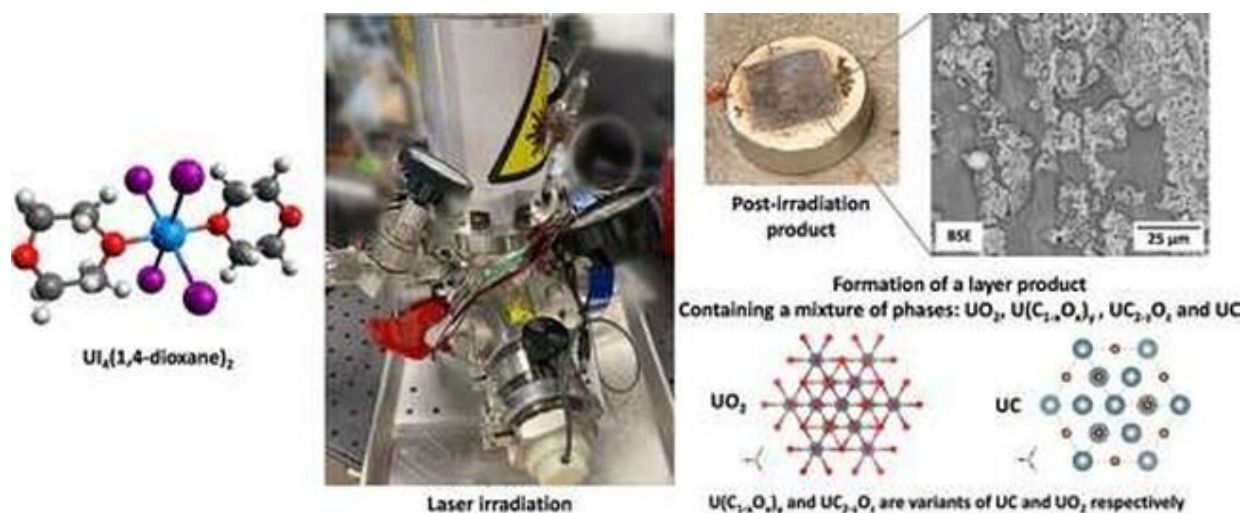 UI₄(1,4-dioxane)₂
Laser irradiation
Post-irradiation
product
BSE
25 µm
Formation of a layer product
Containing a mixture of phases: UO₂, U(C₁₋ₓOₓ)ᵧ, UC₂₋zOz and UC
UO₂
UC
U(C₁₋ₓOₓ)ᵧ and UC₂₋zOz are variants of UC and UO₂ respectively